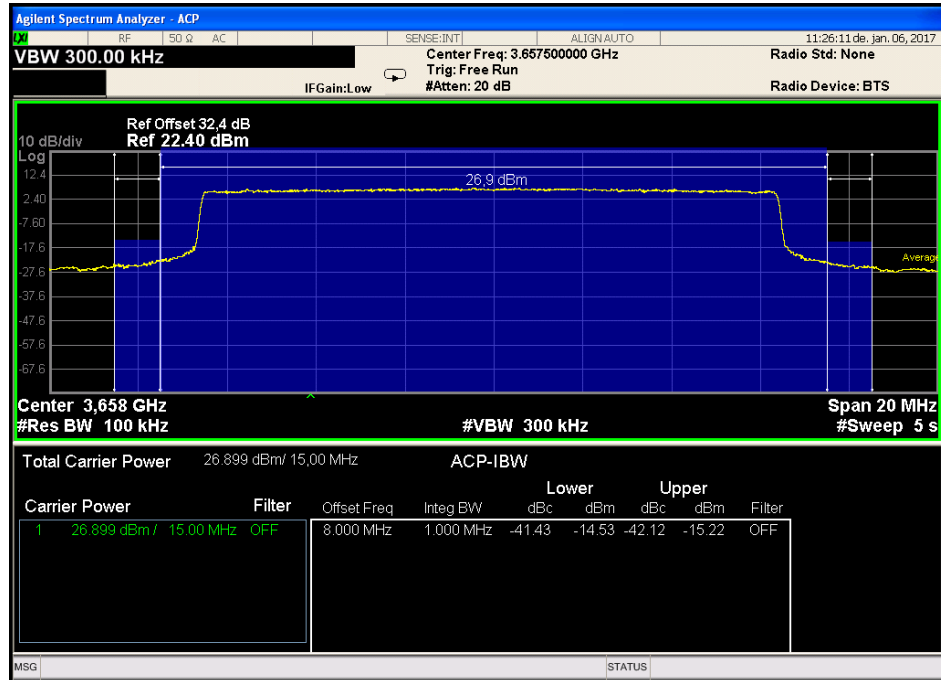 Agilent Spectrum Analyzer - ACP
LXI RF 50 Ω AC SENSE:INT ALIGN AUTO 11:26:11 de. jan. 06, 2017
VBW 300.00 kHz Center Freq: 3.657500000 GHz Radio Std: None
Trig: Free Run
IFGain:Low #Atten: 20 dB Radio Device: BTS
Ref Offset 32,4 dB
10 dB/div Ref 22.40 dBm
Log
12.4
26,9 dBm
2.40
-7.60
-17.6
Average
-27.6
-37.6
-47.6
-57.6
-67.6
Center 3,658 GHz Span 20 MHz
#Res BW 100 kHz #VBW 300 kHz #Sweep 5 s
Total Carrier Power 26.899 dBm/ 15,00 MHz ACP-IBW
Lower Upper
Carrier Power Filter Offset Freq Integ BW dBc dBm dBc dBm Filter
1 26.899 dBm / 15.00 MHz OFF 8.000 MHz 1.000 MHz -41.43 -14.53 -42.12 -15.22 OFF
MSG STATUS